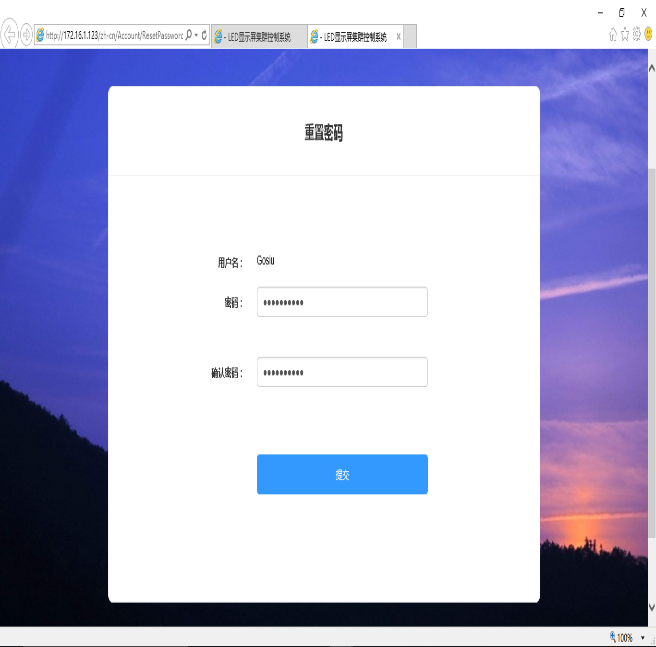 http://172.16.1.123/zh-cn/Account/ResetPassword
- LED显示屏集群控制系统
- LED显示屏集群控制系统
重置密码
用户名：
Gosiu
密码：
确认密码：
提交
100%